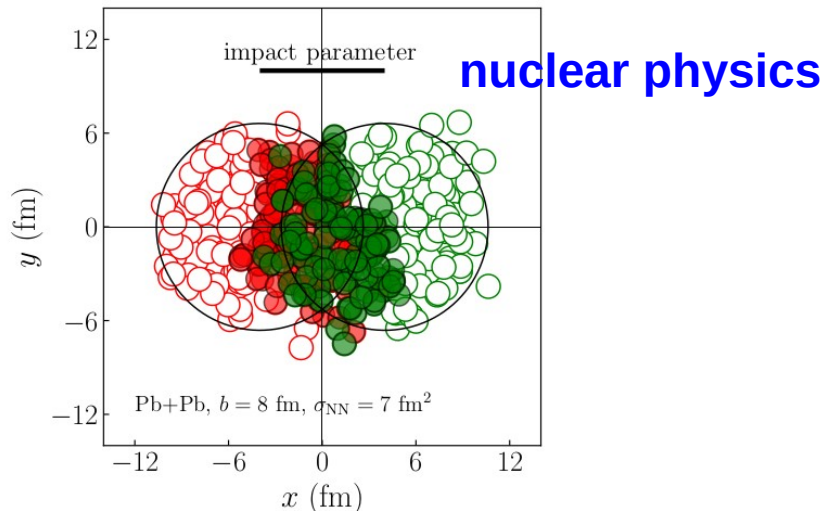 12
impact parameter
nuclear physics
6
0
−6
−12
y (fm)
Pb+Pb, b = 8 fm, σNN = 7 fm²
−12 −6 0 6 12
x (fm)